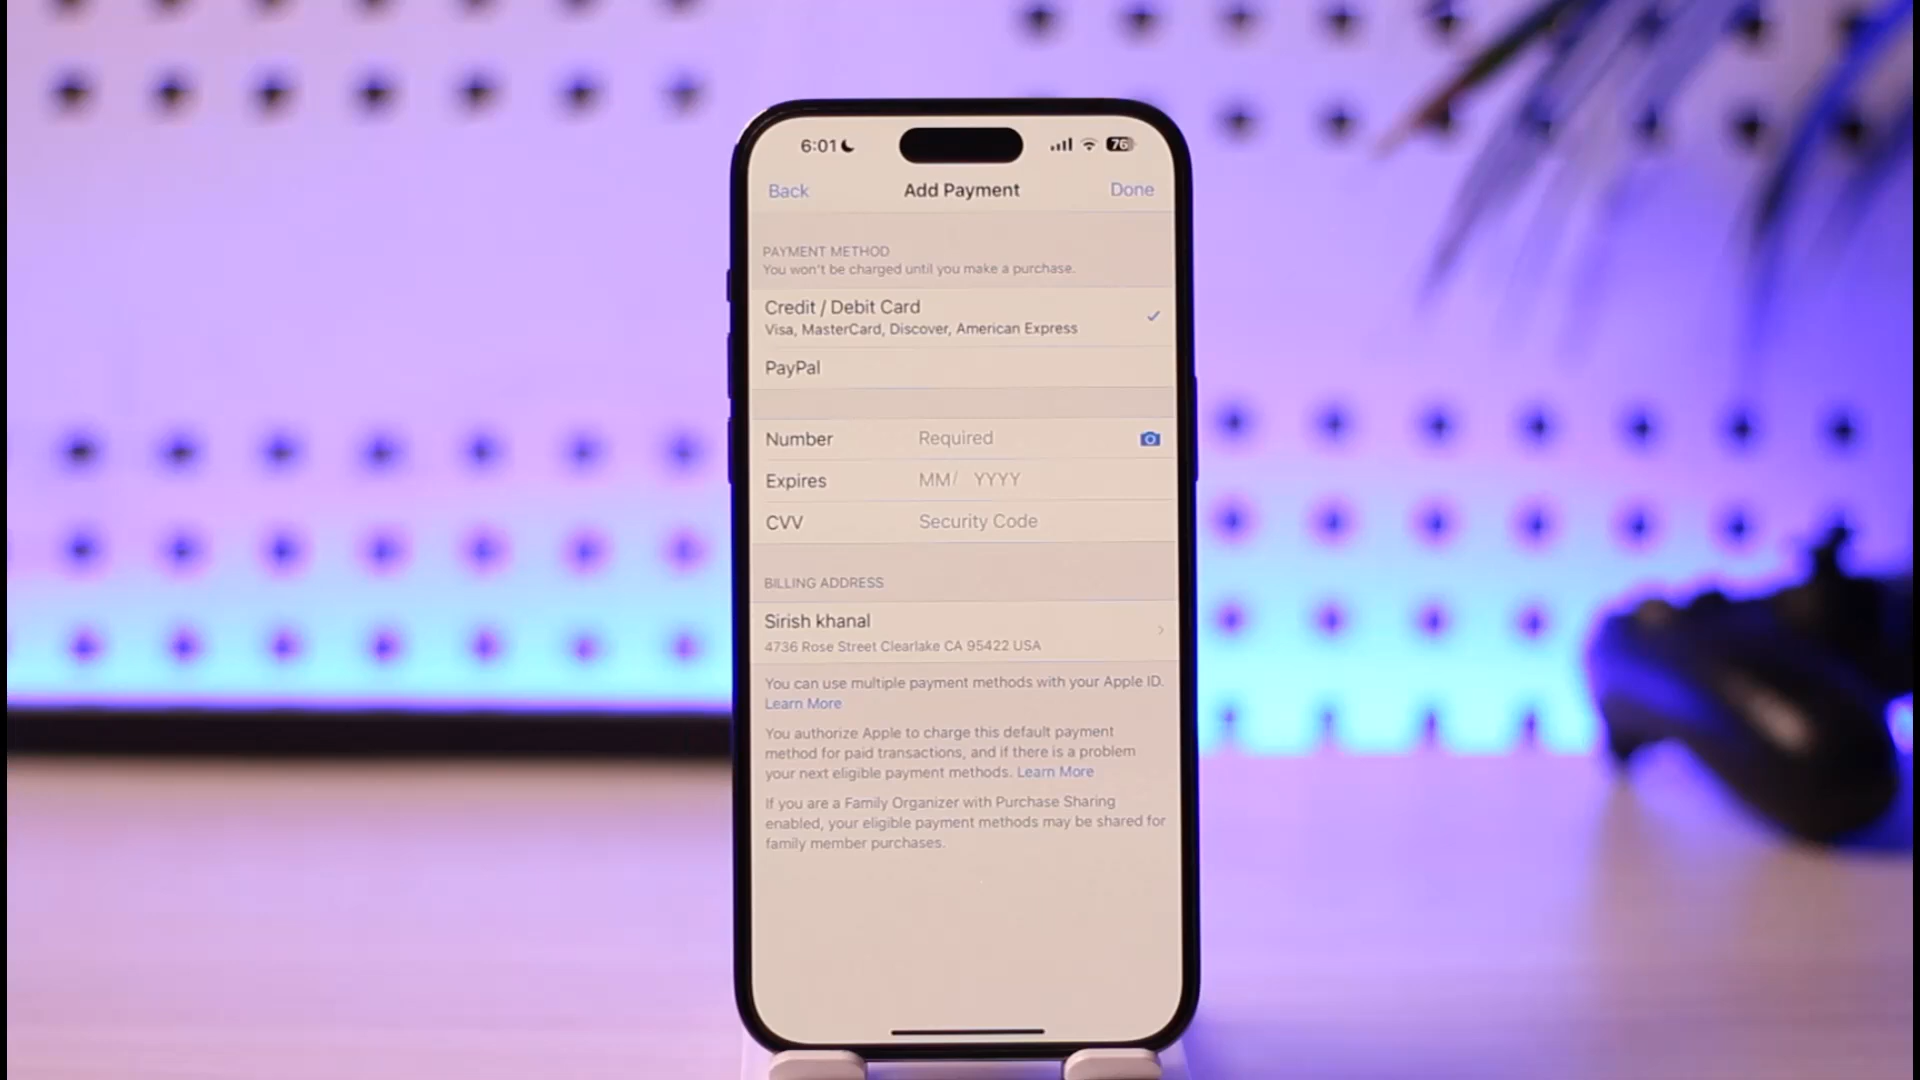 6:01
76
Back
Add Payment
Done
PAYMENT METHOD
You won't be charged until you make a purchase.
Credit / Debit Card
Visa, MasterCard, Discover, American Express
PayPal
Number Required
Expires MM/ YYYY
CVV Security Code
BILLING ADDRESS
Sirish khanal
4736 Rose Street Clearlake CA 95422 USA
You can use multiple payment methods with your Apple ID.
Learn More
You authorize Apple to charge this default payment
method for paid transactions, and if there is a problem
your next eligible payment methods. Learn More
If you are a Family Organizer with Purchase Sharing
enabled, your eligible payment methods may be shared for
family member purchases.